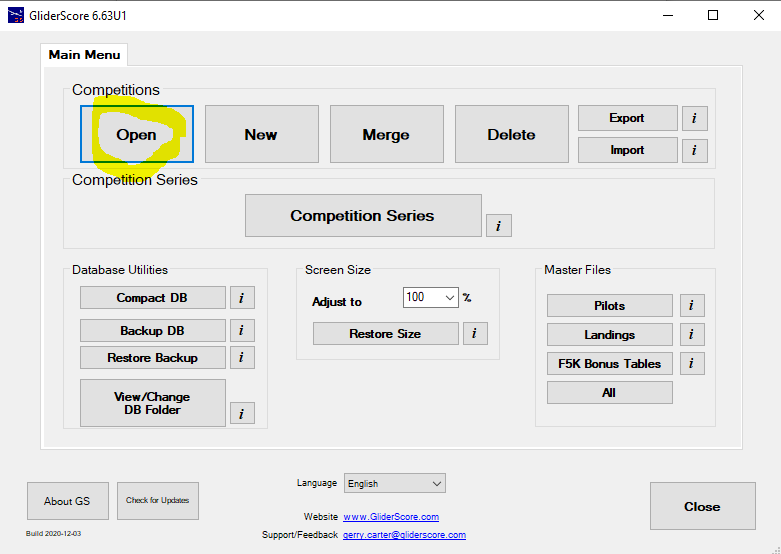 GliderScore 6.63U1
Main Menu
Competitions
Open
New
Merge
Delete
Export
i
Import
i
Competition Series
Competition Series
i
Database Utilities
Compact DB
i
Backup DB
i
Restore Backup
i
View/Change
DB Folder
i
Screen Size
Adjust to
100
%
Restore Size
i
Master Files
Pilots
i
Landings
i
F5K Bonus Tables
i
All
About GS
Check for Updates
Build 2020-12-03
Language
English
Website www.GliderScore.com
Support/Feedback gerry.carter@gliderscore.com
Close